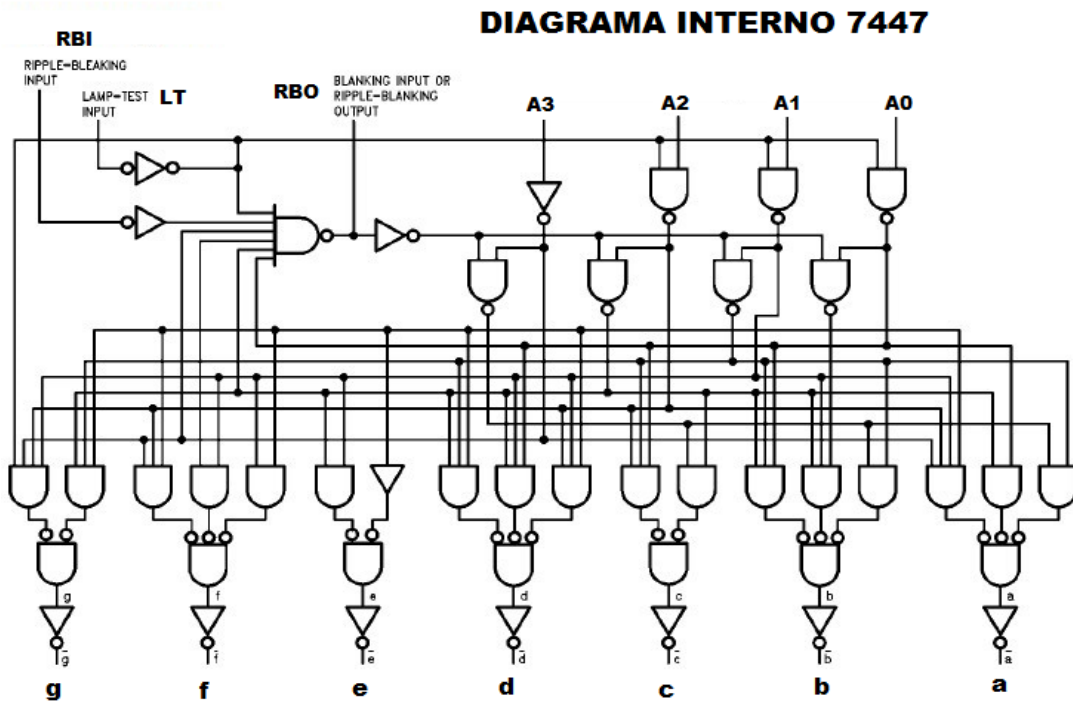 DIAGRAMA INTERNO 7447
RBI
RIPPLE-BLEAKING
INPUT
LAMP-TEST
INPUT
LT
RBO
BLANKING INPUT OR
RIPPLE-BLANKING
OUTPUT
A3
A2
A1
A0
g
f
e
d
c
b
a
g̅
f̅
e̅
d̅
c̅
b̅
a̅
g
f
e
d
c
b
a